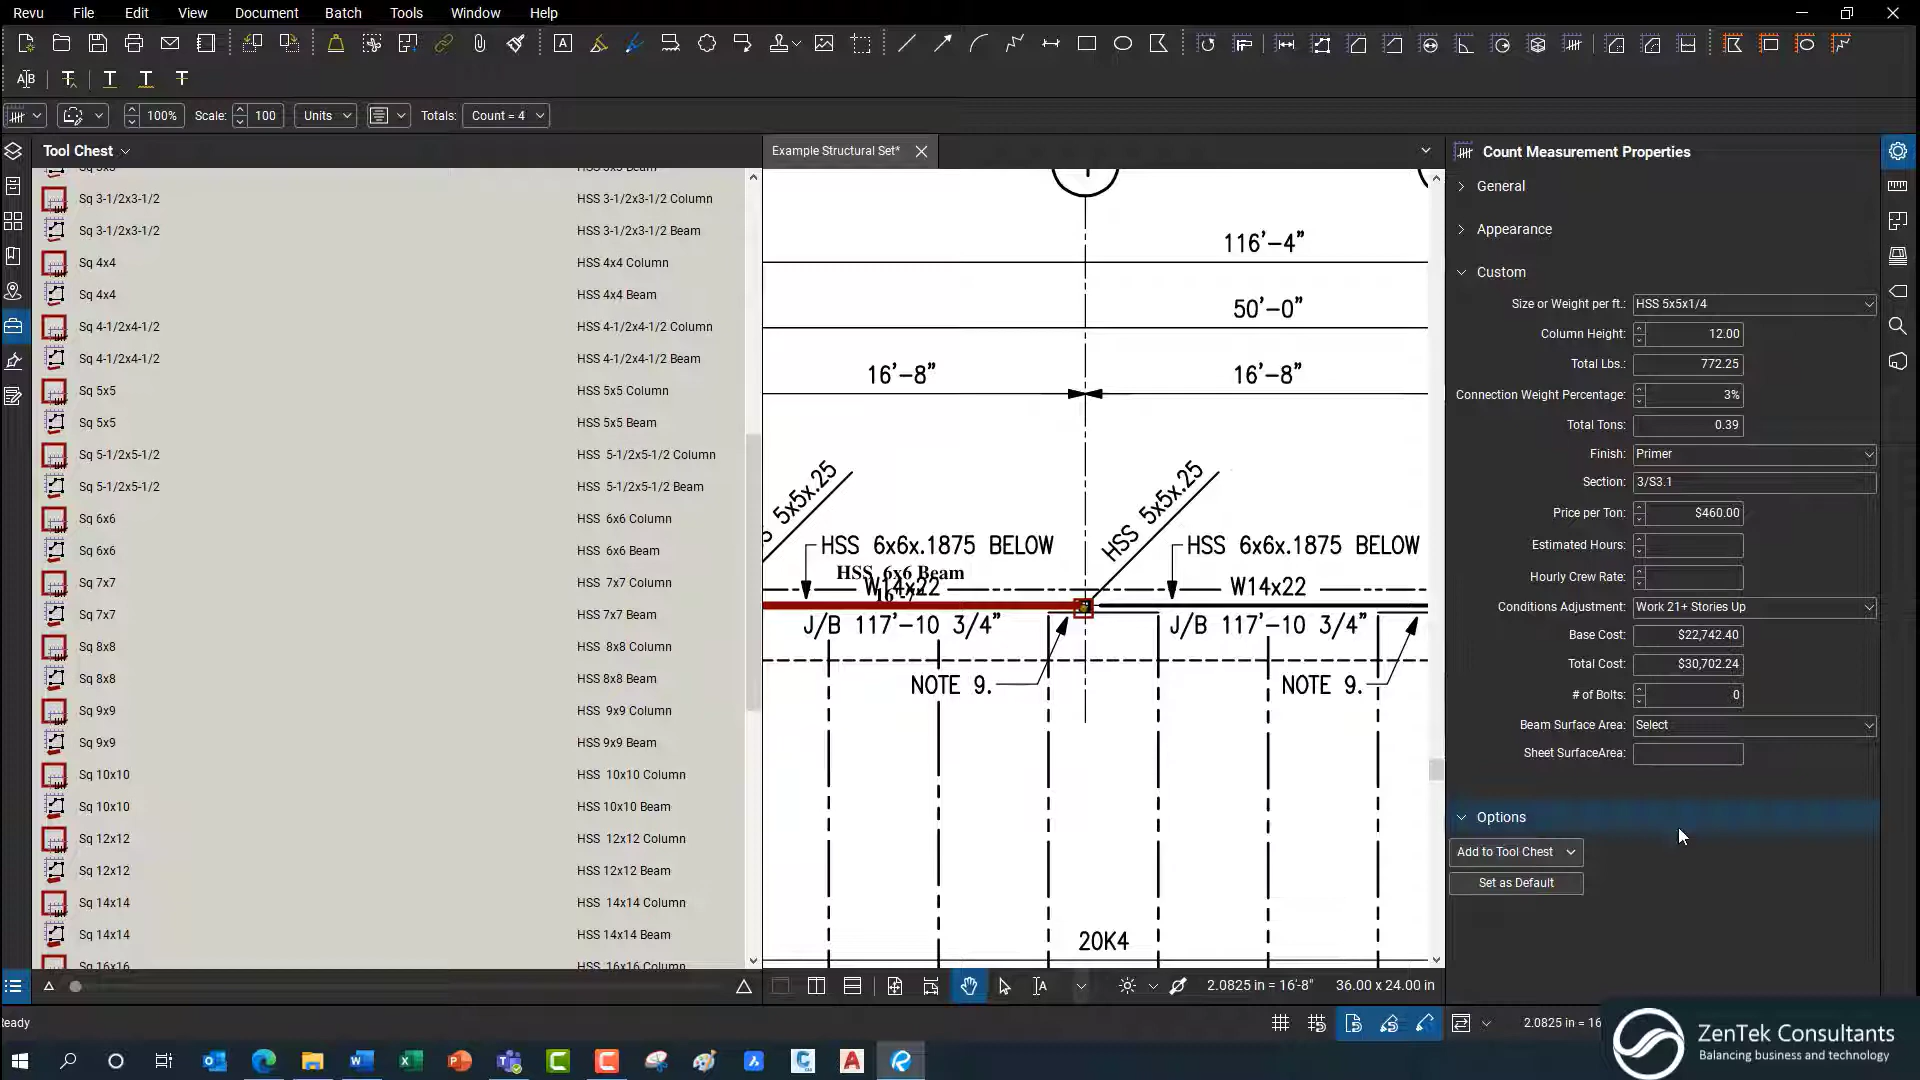 Revu File Edit View Document Batch Tools Window Help
100% Scale: 100 Units Totals: Count = 4
Tool Chest
Sq 3-1/2x3-1/2 HSS 3-1/2x3-1/2 Column
Sq 3-1/2x3-1/2 HSS 3-1/2x3-1/2 Beam
Sq 4x4 HSS 4x4 Column
Sq 4x4 HSS 4x4 Beam
Sq 4-1/2x4-1/2 HSS 4-1/2x4-1/2 Column
Sq 4-1/2x4-1/2 HSS 4-1/2x4-1/2 Beam
Sq 5x5 HSS 5x5 Column
Sq 5x5 HSS 5x5 Beam
Sq 5-1/2x5-1/2 HSS 5-1/2x5-1/2 Column
Sq 5-1/2x5-1/2 HSS 5-1/2x5-1/2 Beam
Sq 6x6 HSS 6x6 Column
Sq 6x6 HSS 6x6 Beam
Sq 7x7 HSS 7x7 Column
Sq 7x7 HSS 7x7 Beam
Sq 8x8 HSS 8x8 Column
Sq 8x8 HSS 8x8 Beam
Sq 9x9 HSS 9x9 Column
Sq 9x9 HSS 9x9 Beam
Sq 10x10 HSS 10x10 Column
Sq 10x10 HSS 10x10 Beam
Sq 12x12 HSS 12x12 Column
Sq 12x12 HSS 12x12 Beam
Sq 14x14 HSS 14x14 Column
Sq 14x14 HSS 14x14 Beam
Sq 16x16 HSS 16x16 Column
Example Structural Set*
116'-4"
50'-0"
16'-8" 16'-8"
5x5x.25 HSS 5x5x.25
HSS 6x6x.1875 BELOW HSS 6x6x.1875 BELOW
HSS 6x6 Beam
W14x22 W14x22
J/B 117'-10 3/4" J/B 117'-10 3/4"
NOTE 9. NOTE 9.
20K4
2.0825 in = 16'-8" 36.00 x 24.00 in
Count Measurement Properties
General
Appearance
Custom
Size or Weight per ft.: HSS 5x5x1/4
Column Height: 12.00
Total Lbs.: 772.25
Connection Weight Percentage: 3%
Total Tons: 0.39
Finish: Primer
Section: 3/S3.1
Price per Ton: $460.00
Estimated Hours:
Hourly Crew Rate:
Conditions Adjustment: Work 21+ Stories Up
Base Cost: $22,742.40
Total Cost: $30,702.24
# of Bolts: 0
Beam Surface Area: Select
Sheet SurfaceArea:
Options
Add to Tool Chest
Set as Default
eady 2.0825 in = 16
ZenTek Consultants
Balancing business and technology